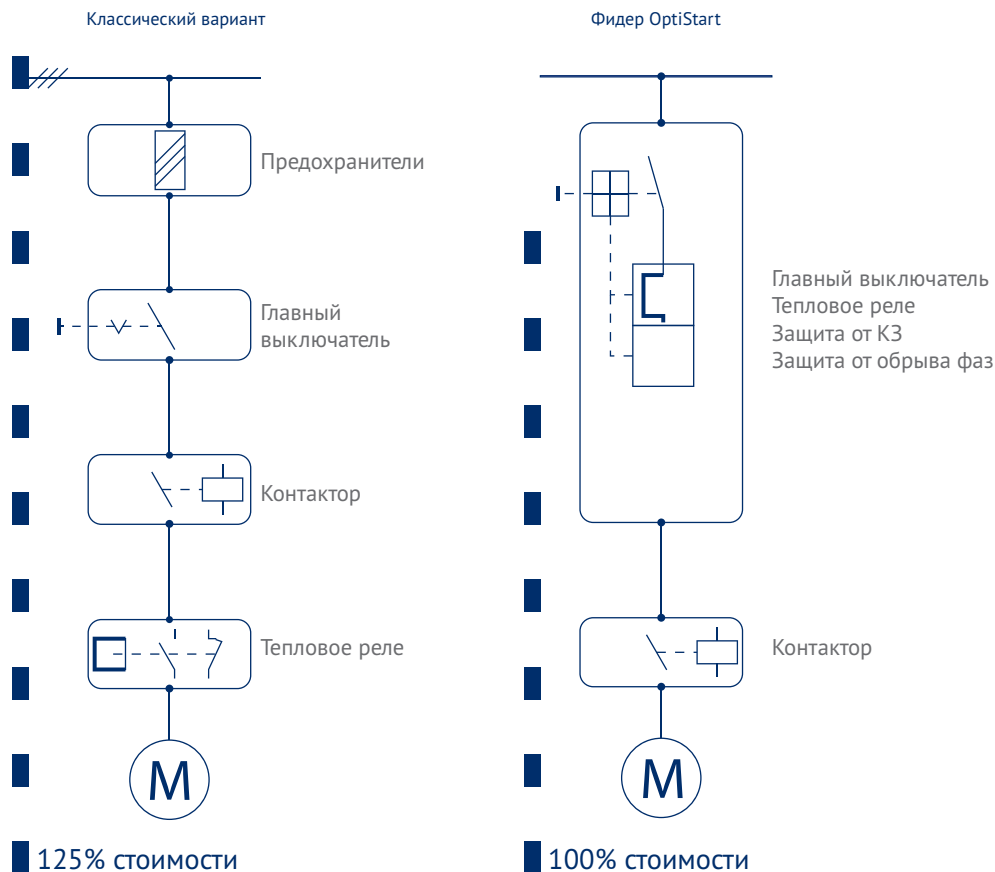 Классический вариант
Предохранители
Главный
выключатель
Контактор
Тепловое реле
M
125% стоимости
Фидер OptiStart
Главный выключатель
Тепловое реле
Защита от КЗ
Защита от обрыва фаз
Контактор
M
100% стоимости